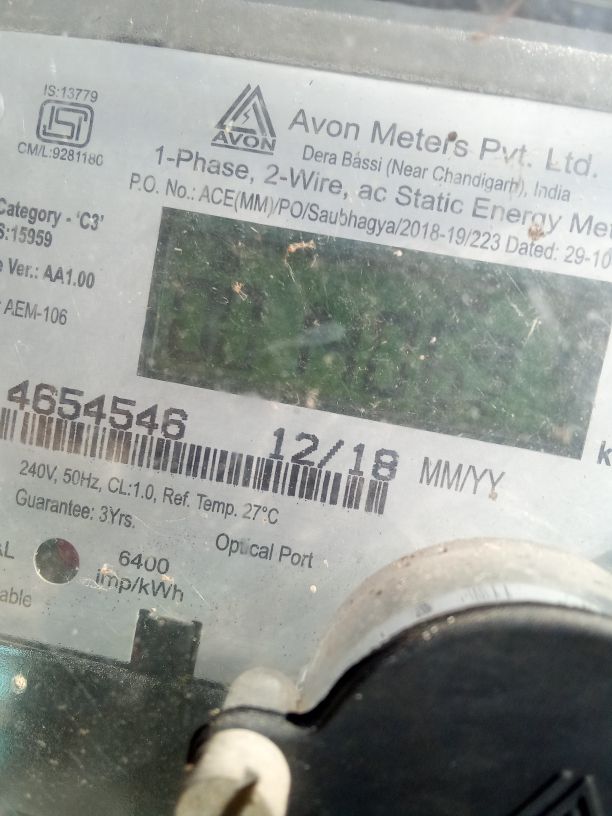 IS:13779
ISI
CM/L:9281180
AVON
Avon Meters Pvt. Ltd.
Dera Bassi (Near Chandigarh), India
1-Phase, 2-Wire, ac Static Energy
P.O. No.: ACE(MM)/PO/Saubhagya/2018-19/223 Dated: 29-10
Category - 'C3'
S:15959
Ver.: AA1.00
AEM-106
4654546
12/18 MM/YY
240V, 50Hz, CL:1.0, Ref. Temp. 27°C
Guarantee: 3Yrs.
Optical Port
6400
imp/kWh